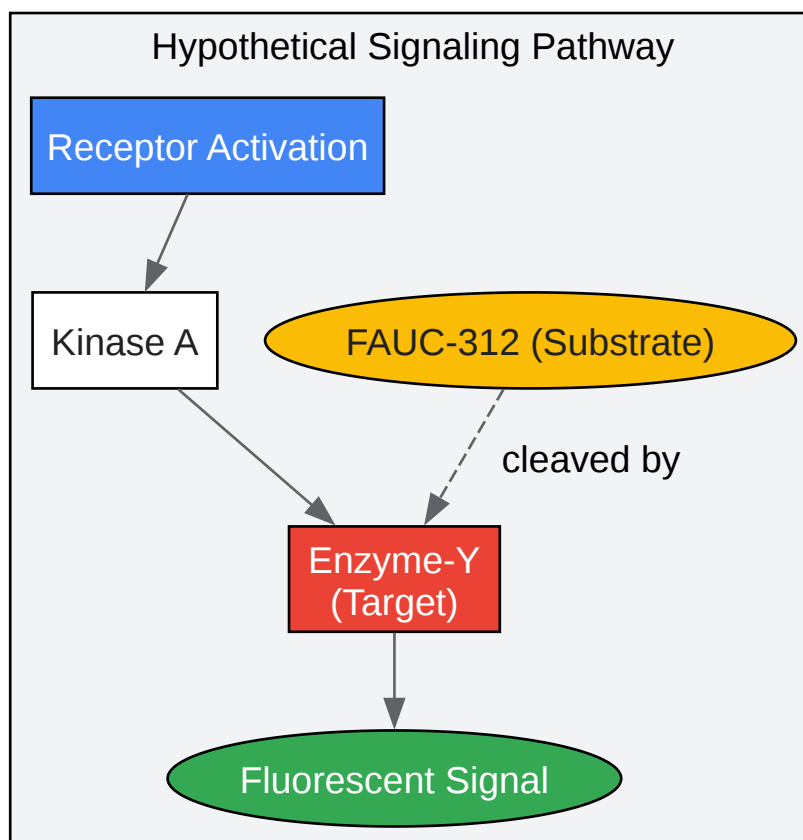 Hypothetical Signaling Pathway
Receptor Activation
Kinase A
FAUC-312 (Substrate)
cleaved by
Enzyme-Y
(Target)
Fluorescent Signal